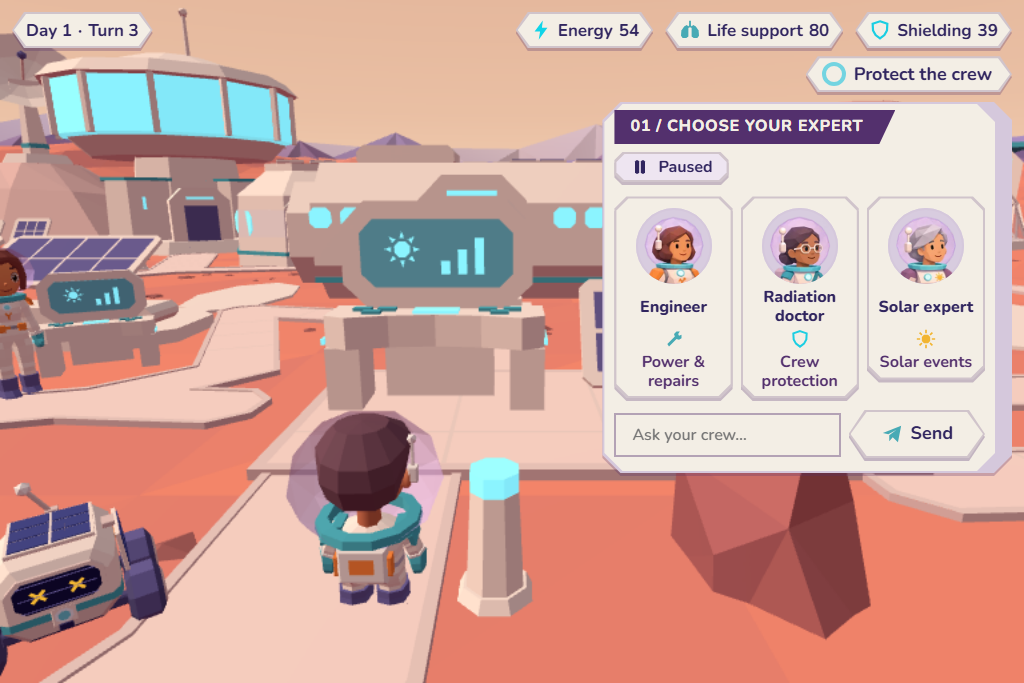 Day 1 · Turn 3
Energy 54
Life support 80
Shielding 39
Protect the crew
01 / CHOOSE YOUR EXPERT
Paused
Engineer
Power &
repairs
Radiation
doctor
Crew
protection
Solar expert
Solar events
Ask your crew...
Send